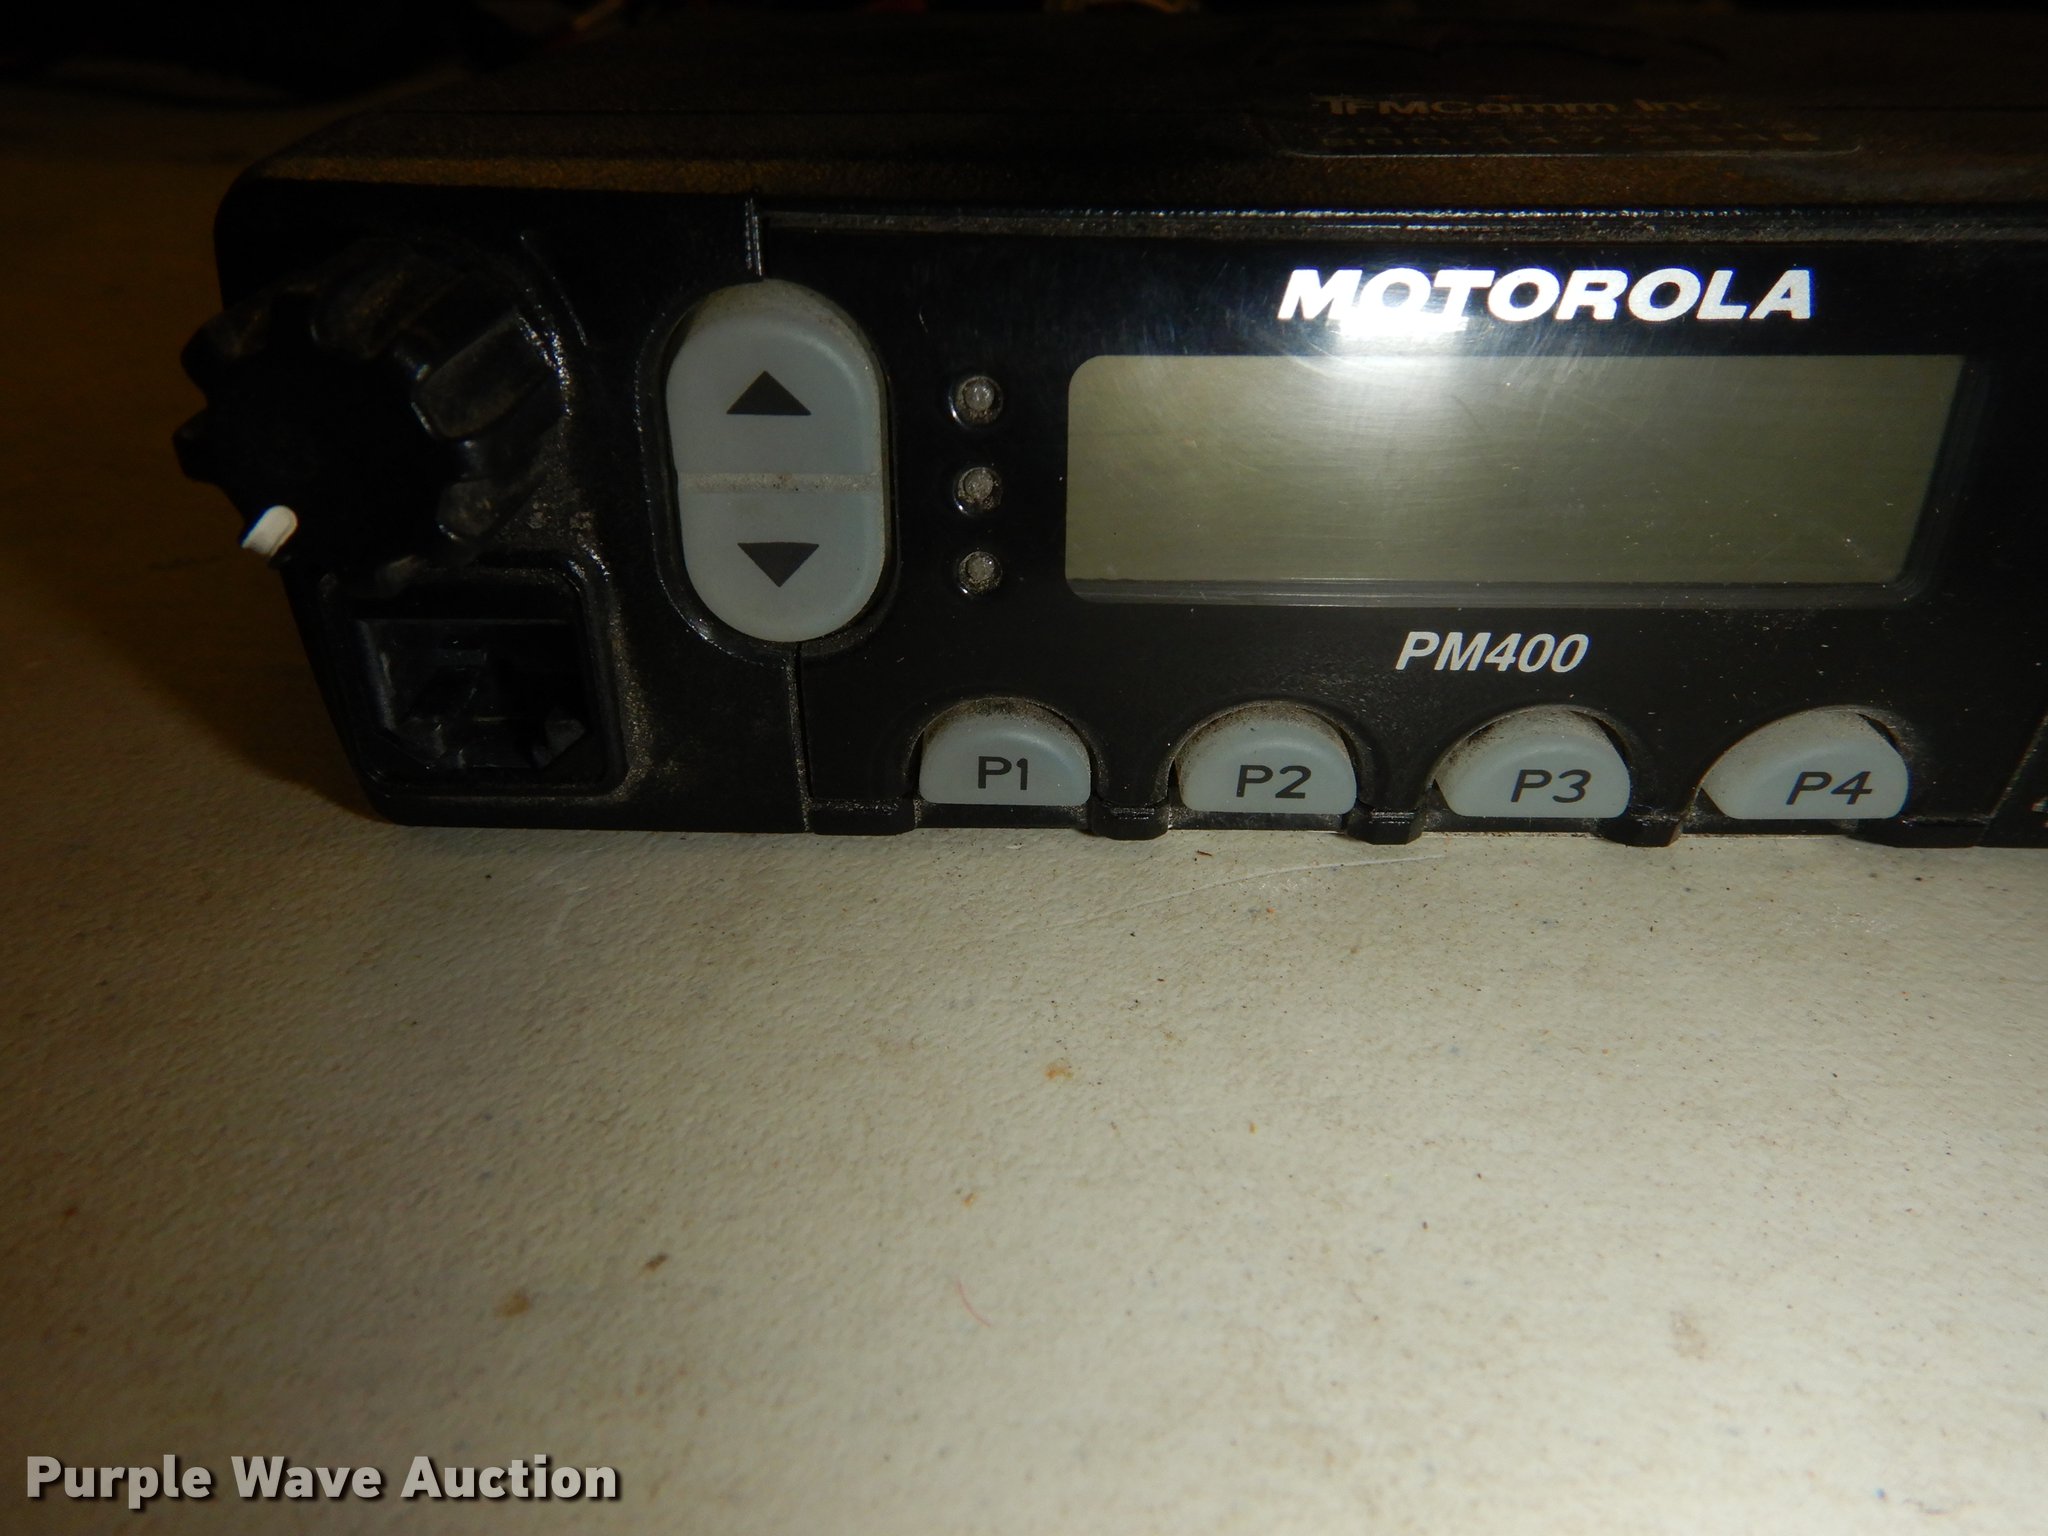 TFMComm Inc
MOTOROLA
PM400
P1 P2 P3 P4
Purple Wave Auction